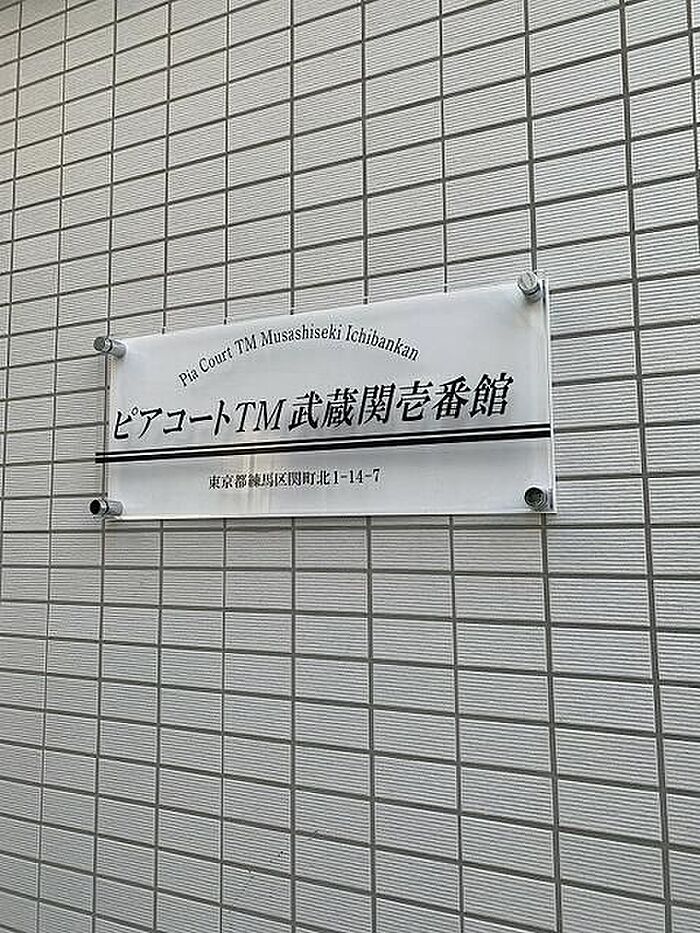 Pia Court TM Musashiseki Ichibankan
ピアコートTM武蔵関壱番館
東京都練馬区関町北1-14-7